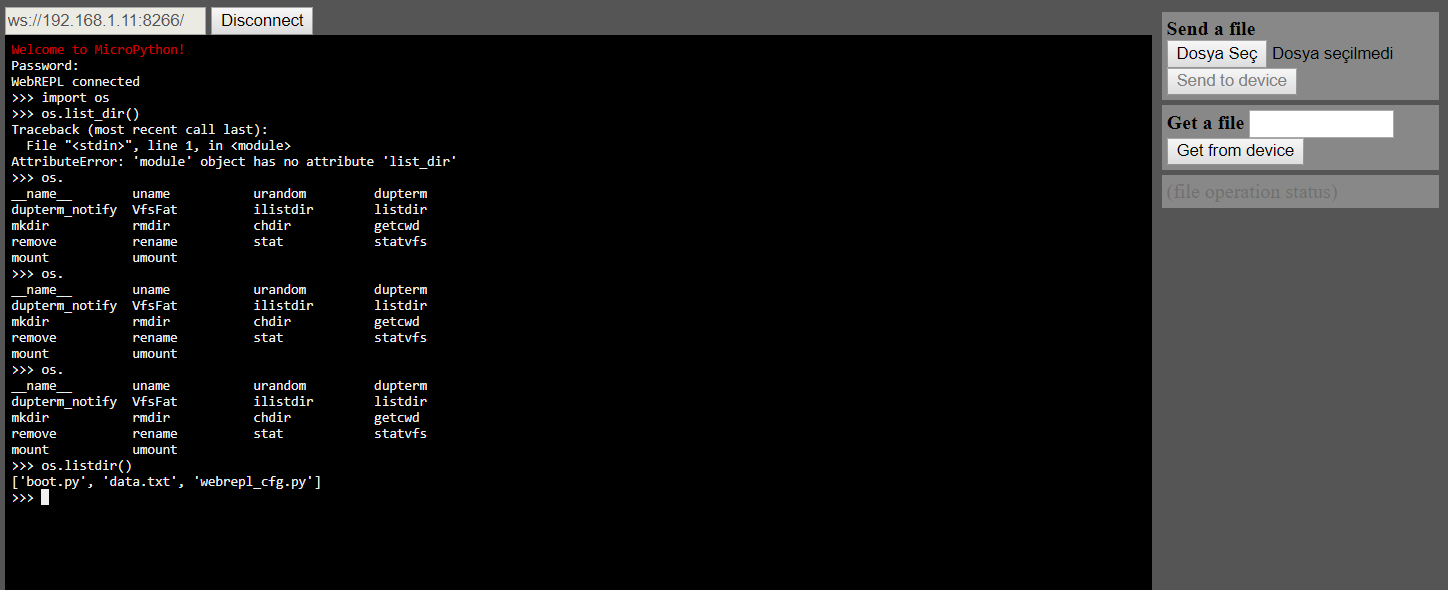 ws://192.168.1.11:8266/ Disconnect
Welcome to MicroPython!
Password:
WebREPL connected
>>> import os
>>> os.list_dir()
Traceback (most recent call last):
  File "<stdin>", line 1, in <module>
AttributeError: 'module' object has no attribute 'list_dir'
>>> os.
__name__        uname           urandom         dupterm
dupterm_notify  VfsFat          ilistdir        listdir
mkdir           rmdir           chdir           getcwd
remove          rename          stat            statvfs
mount           umount
>>> os.
__name__        uname           urandom         dupterm
dupterm_notify  VfsFat          ilistdir        listdir
mkdir           rmdir           chdir           getcwd
remove          rename          stat            statvfs
mount           umount
>>> os.
__name__        uname           urandom         dupterm
dupterm_notify  VfsFat          ilistdir        listdir
mkdir           rmdir           chdir           getcwd
remove          rename          stat            statvfs
mount           umount
>>> os.listdir()
['boot.py', 'data.txt', 'webrepl_cfg.py']
>>>
Send a file
Dosya Seç Dosya seçilmedi
Send to device
Get a file
Get from device
(file operation status)